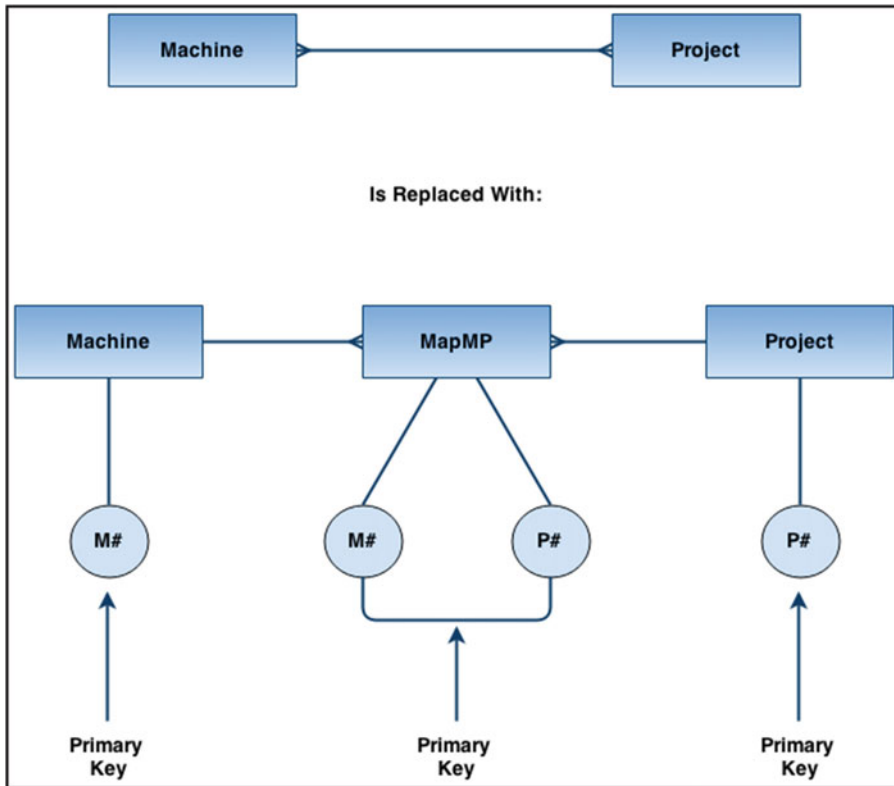 Machine
Project
Is Replaced With:
Machine
MapMP
Project
M#
M#
P#
P#
Primary
Key
Primary
Key
Primary
Key